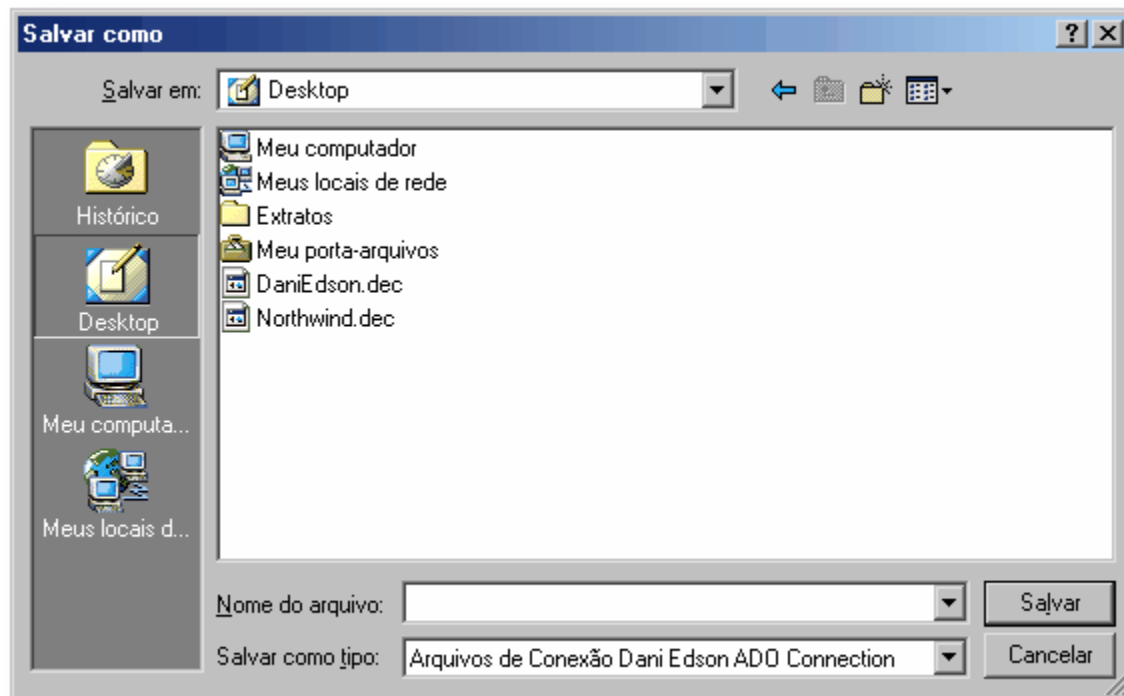 Salvar como
Salvar em:
Desktop
Histórico
Desktop
Meu computa...
Meus locais d...
Meu computador
Meus locais de rede
Extratos
Meu porta-arquivos
DaniEdson.dec
Northwind.dec
Nome do arquivo:
Salvar
Salvar como tipo:
Arquivos de Conexão Dani Edson ADO Connection
Cancelar